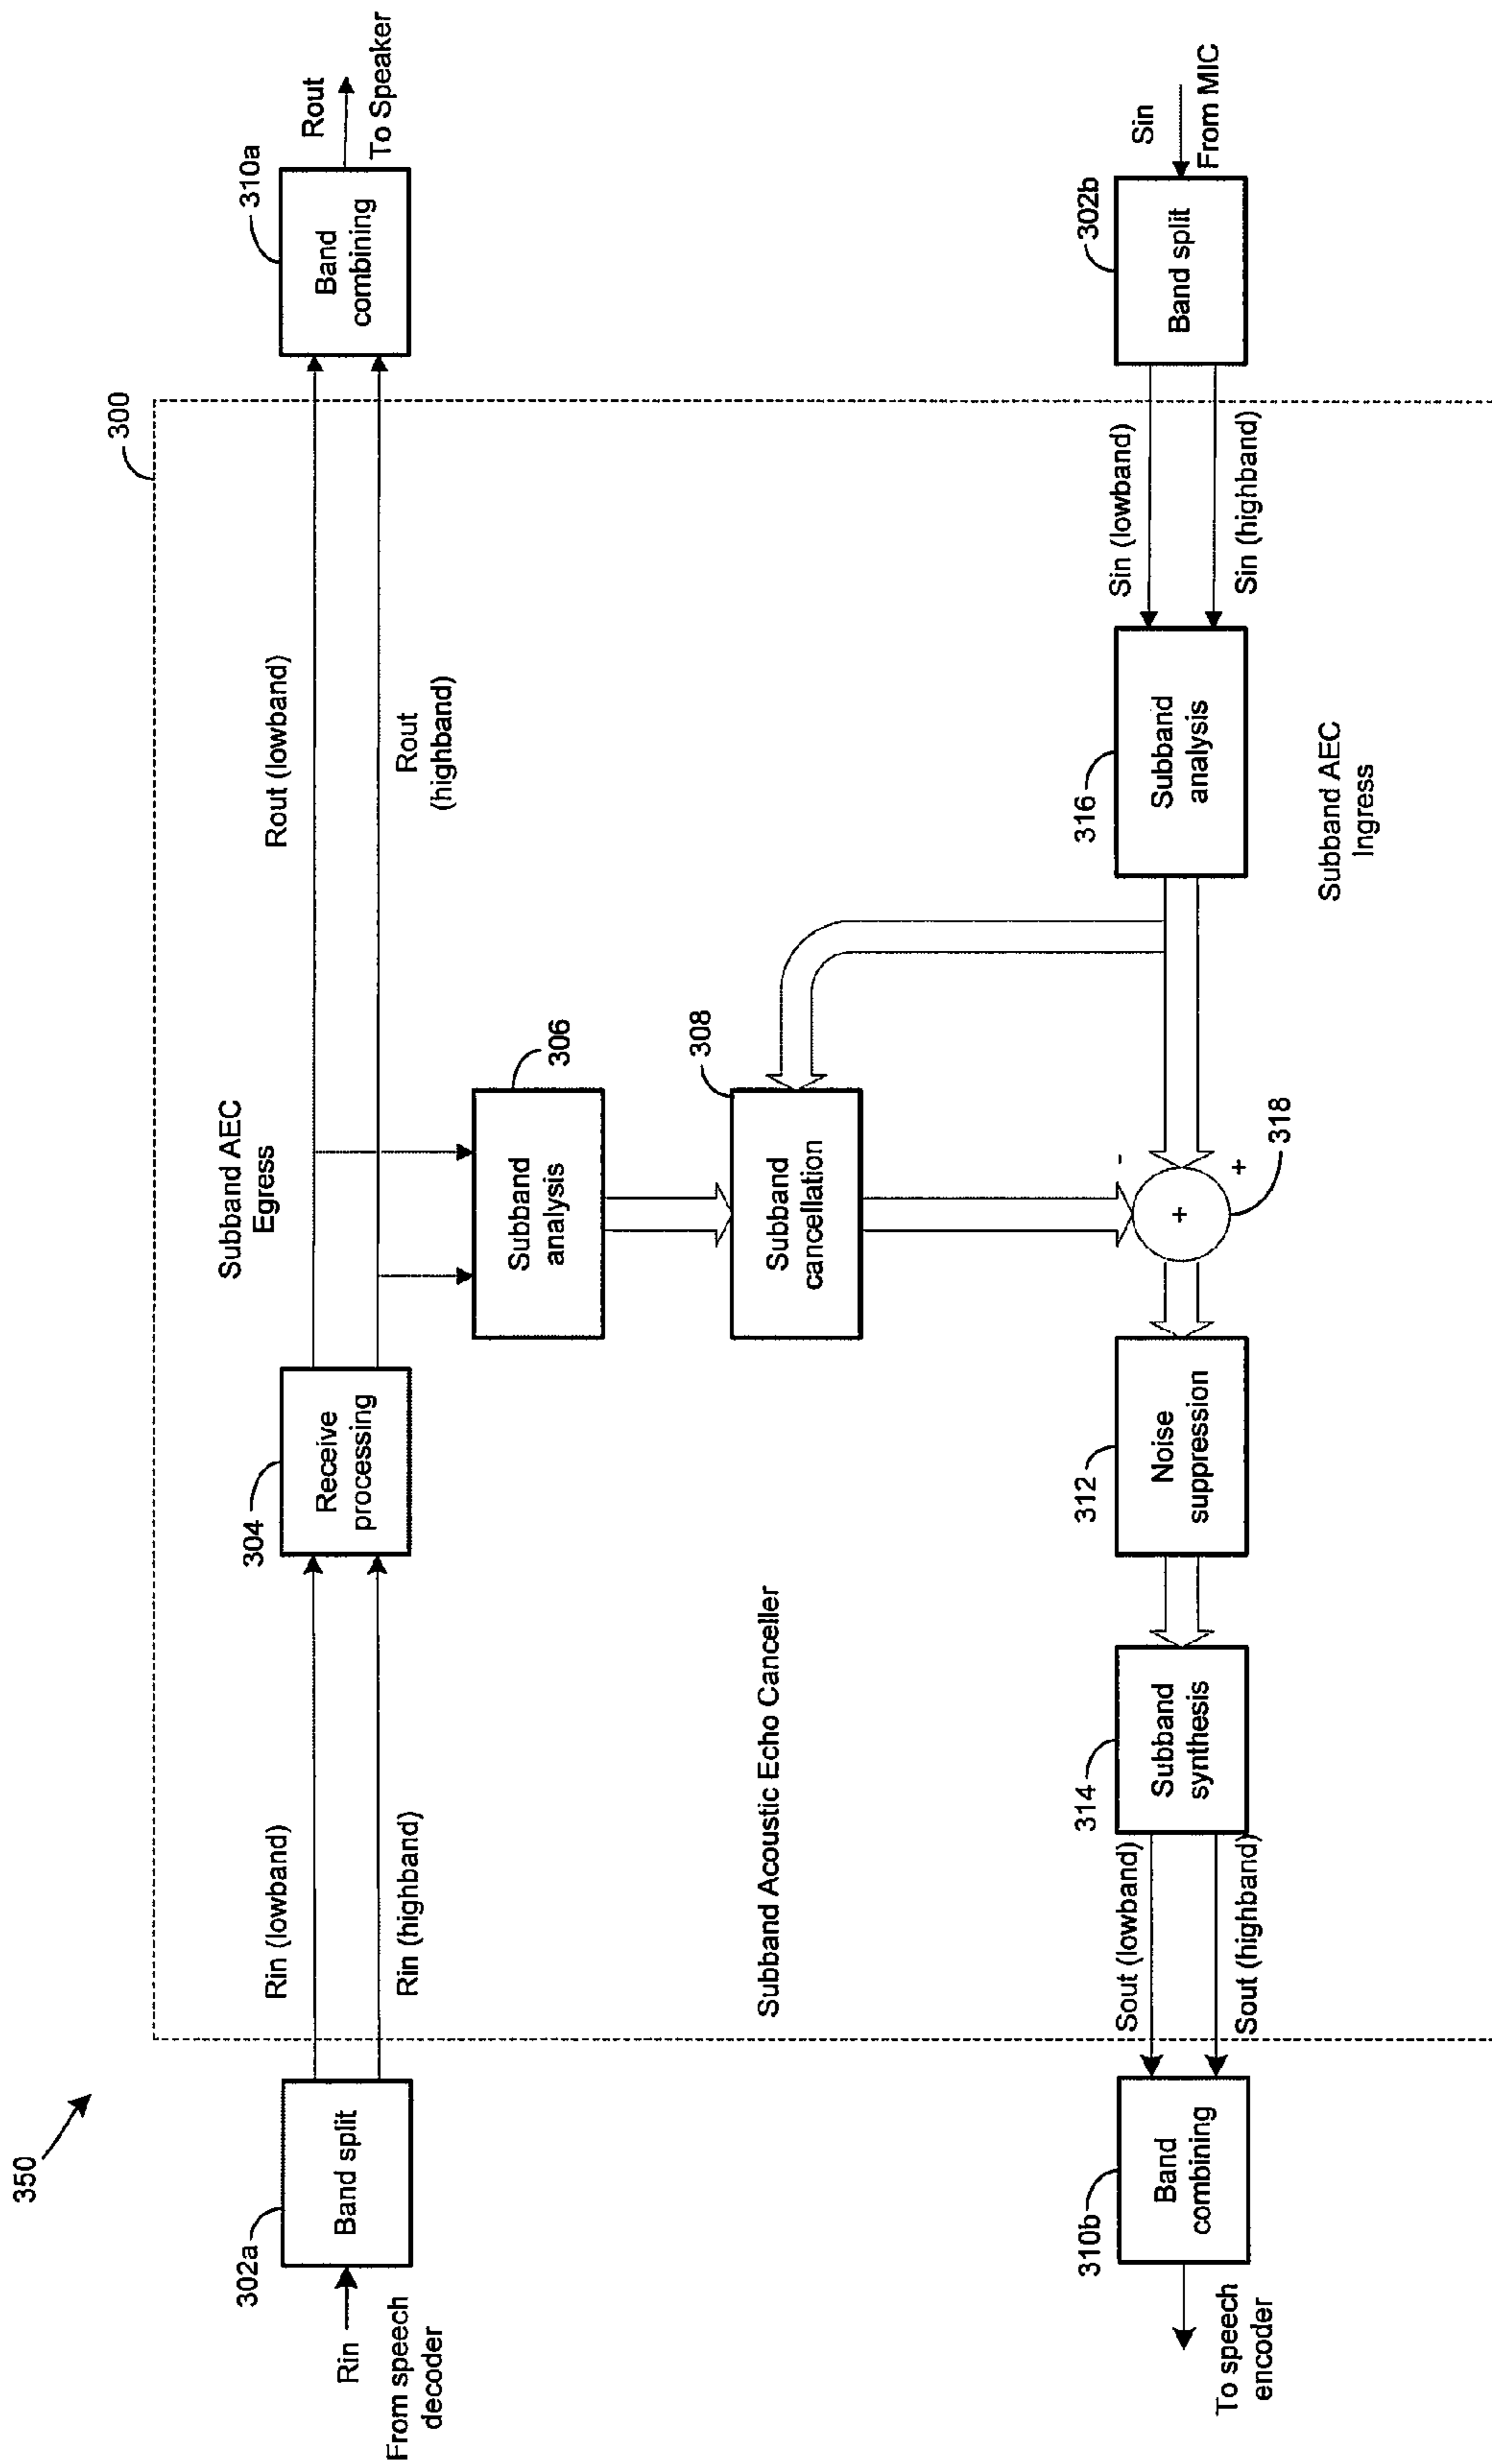 350
Rin
From speech
decoder
302a
Band split
Rin (lowband)
Rin (highband)
304
Receive
processing
Subband AEC
Egress
Rout (lowband)
Rout
(highband)
300
310a
Band
combining
Rout
To Speaker
306
Subband
analysis
308
Subband
cancellation
Subband Acoustic Echo Canceller
To speech
encoder
310b
Band
combining
Sout (lowband)
Sout (highband)
314
Subband
synthesis
312
Noise
suppression
-
+
+
318
316
Subband
analysis
Subband AEC
Ingress
Sin (lowband)
Sin (highband)
302b
Band split
Sin
From MIC